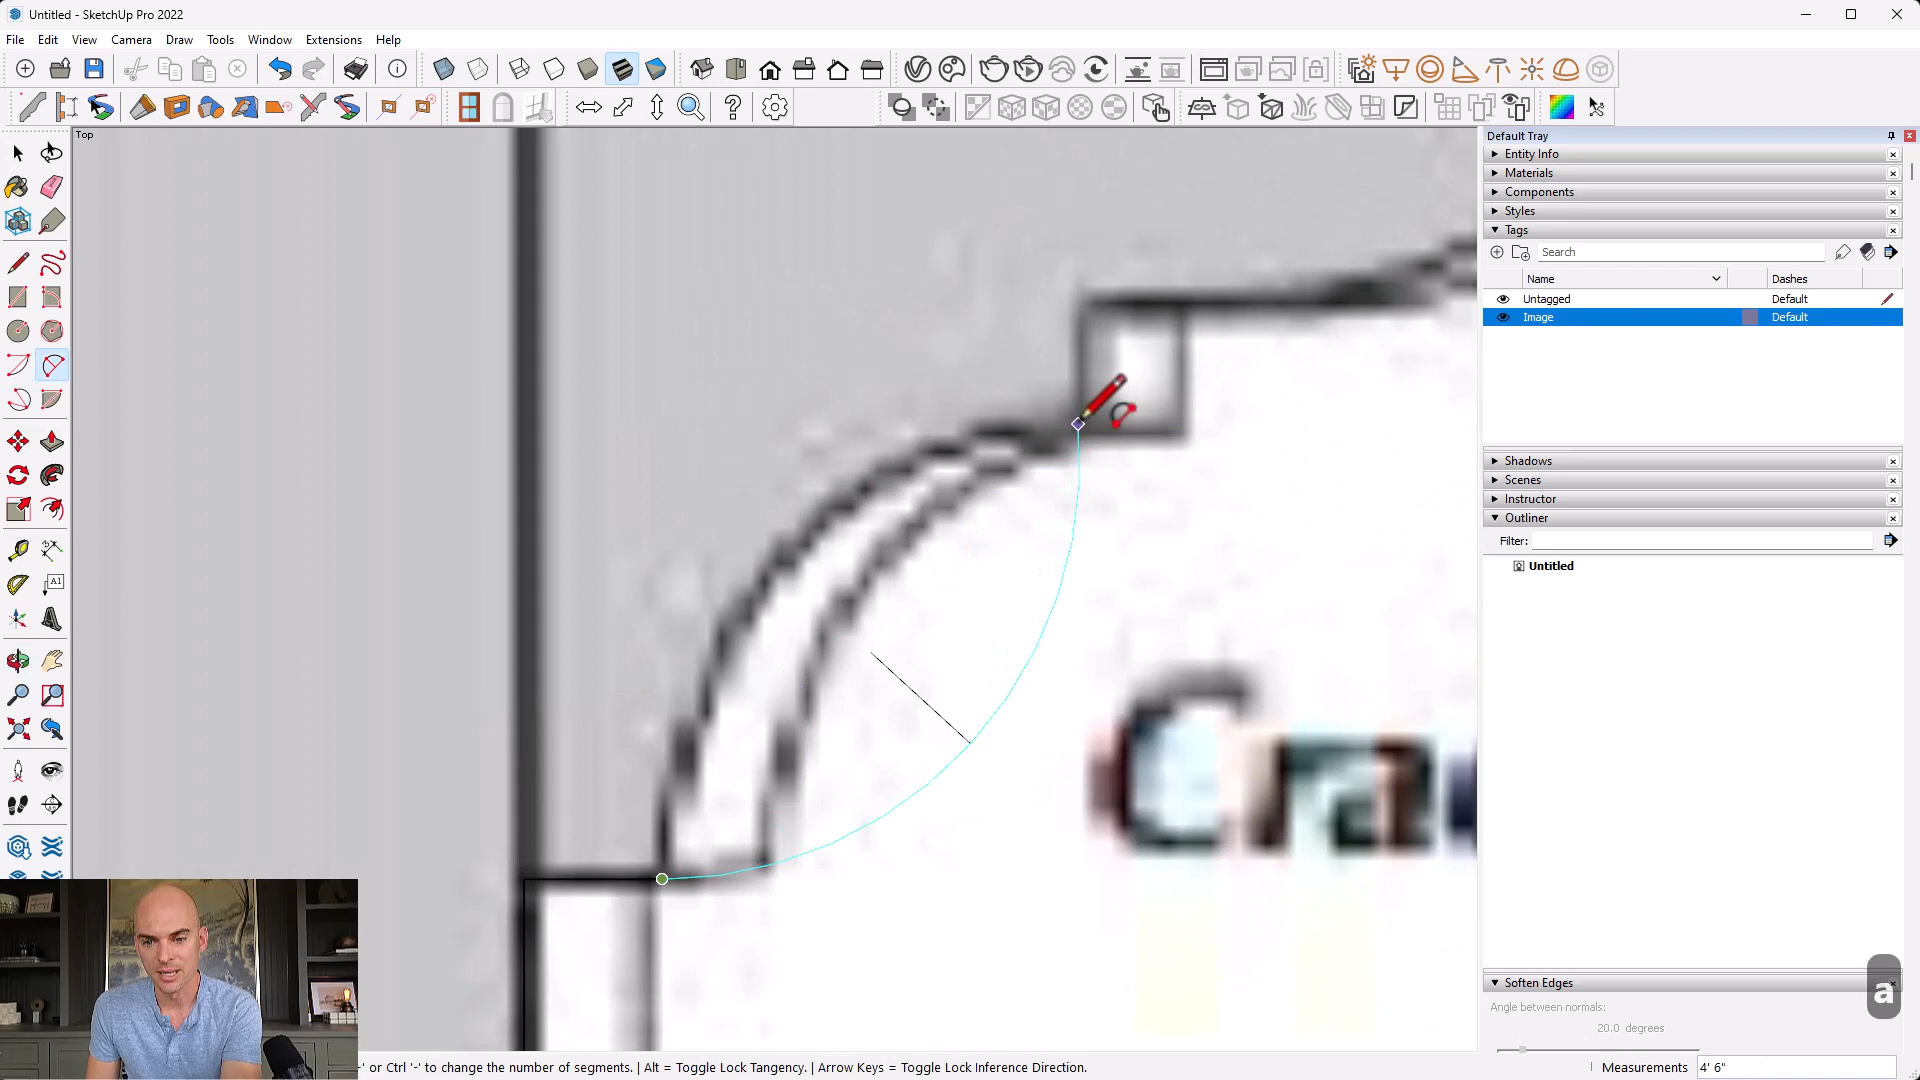 Untitled - SketchUp Pro 2022
File Edit View Camera Draw Tools Window Extensions Help
Top
Default Tray
Entity Info
Materials
Components
Styles
Tags
Search
Name Dashes
Untagged Default
Image Default
Shadows
Scenes
Instructor
Outliner
Filter:
Untitled
A1
Cra
Soften Edges
a
Angle between normals:
20.0 degrees
' or Ctrl '-' to change the number of segments. | Alt = Toggle Lock Tangency. | Arrow Keys = Toggle Lock Inference Direction.
Measurements 4' 6"